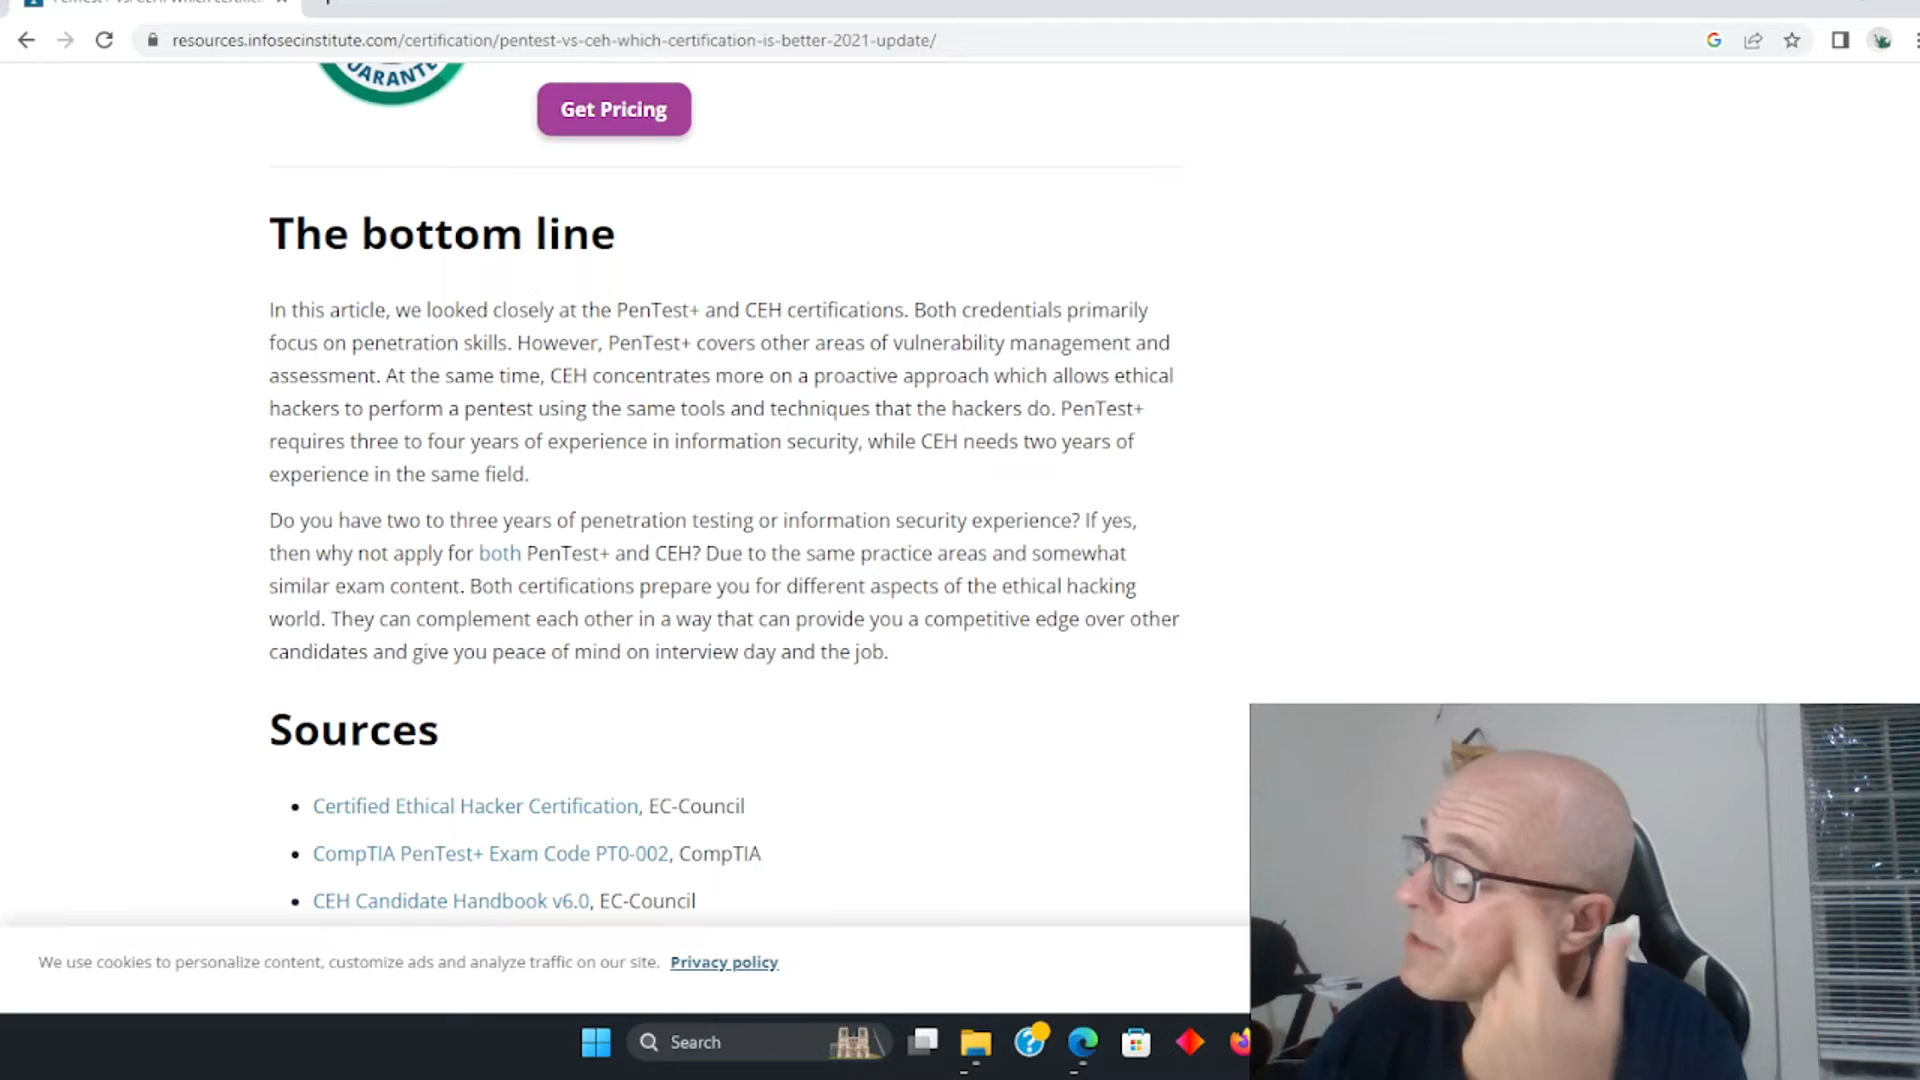 resources.infosecinstitute.com/certification/pentest-vs-ceh-which-certification-is-better-2021-update/
Get Pricing
The bottom line
In this article, we looked closely at the PenTest+ and CEH certifications. Both credentials primarily
focus on penetration skills. However, PenTest+ covers other areas of vulnerability management and
assessment. At the same time, CEH concentrates more on a proactive approach which allows ethical
hackers to perform a pentest using the same tools and techniques that the hackers do. PenTest+
requires three to four years of experience in information security, while CEH needs two years of
experience in the same field.
Do you have two to three years of penetration testing or information security experience? If yes,
then why not apply for both PenTest+ and CEH? Due to the same practice areas and somewhat
similar exam content. Both certifications prepare you for different aspects of the ethical hacking
world. They can complement each other in a way that can provide you a competitive edge over other
candidates and give you peace of mind on interview day and the job.
Sources
• Certified Ethical Hacker Certification, EC-Council
• CompTIA PenTest+ Exam Code PT0-002, CompTIA
• CEH Candidate Handbook v6.0, EC-Council
We use cookies to personalize content, customize ads and analyze traffic on our site. Privacy policy
Search